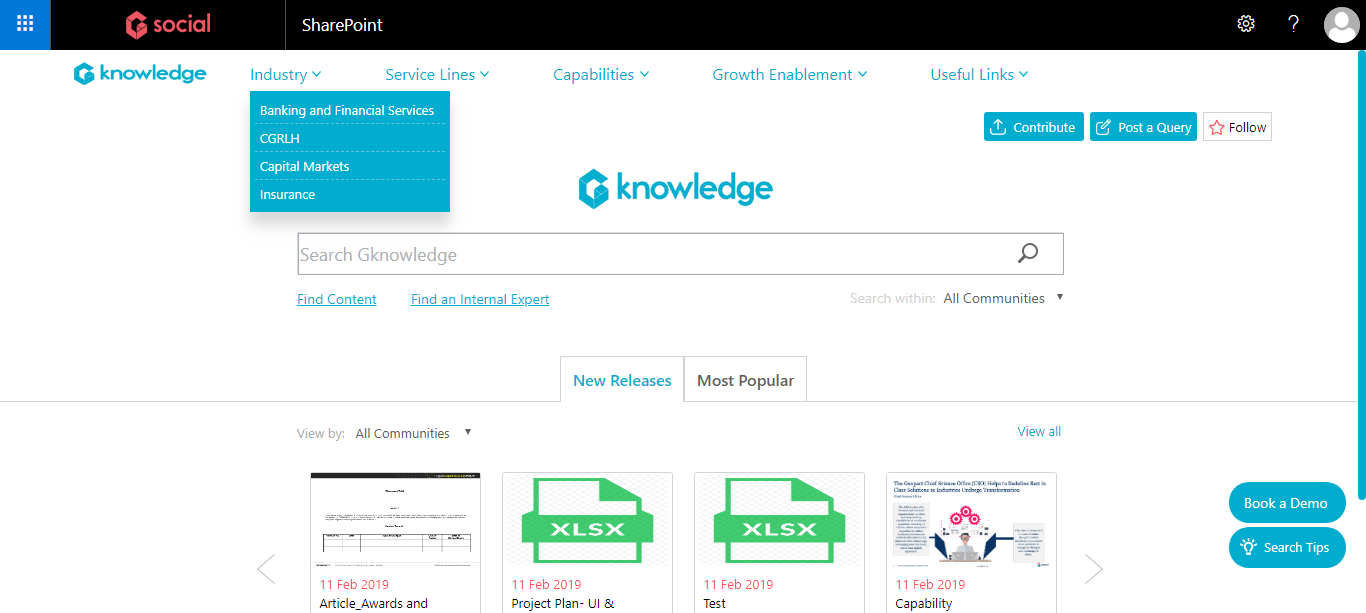 social
SharePoint
?
knowledge
Industry
Service Lines
Capabilities
Growth Enablement
Useful Links
Banking and Financial Services
CGRLH
Capital Markets
Insurance
Contribute
Post a Query
Follow
knowledge
Search Gknowledge
Find Content
Find an Internal Expert
Search within: All Communities
New Releases
Most Popular
View by: All Communities
View all
XLSX
XLSX
The Genpact Chief Science Office (CSO) Helps to Redefine Best in
Class Solutions as Industries Undergo Transformation
Book a Demo
Search Tips
11 Feb 2019
Article_Awards and
11 Feb 2019
Project Plan- UI &
11 Feb 2019
Test
11 Feb 2019
Capability